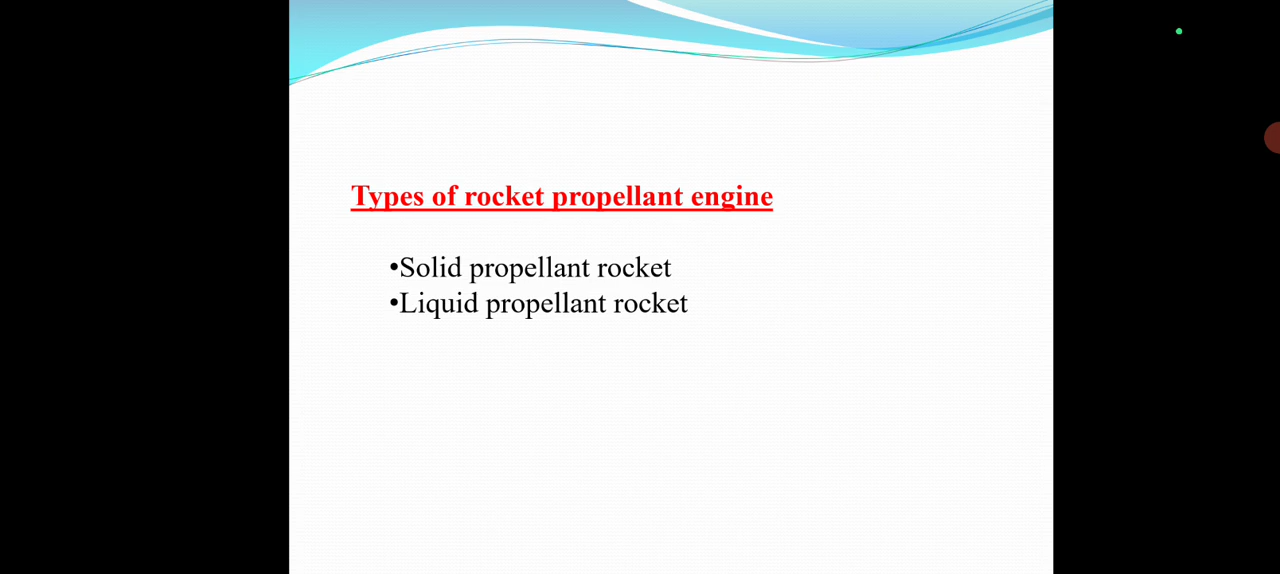 Types of rocket propellant engine
•Solid propellant rocket
•Liquid propellant rocket